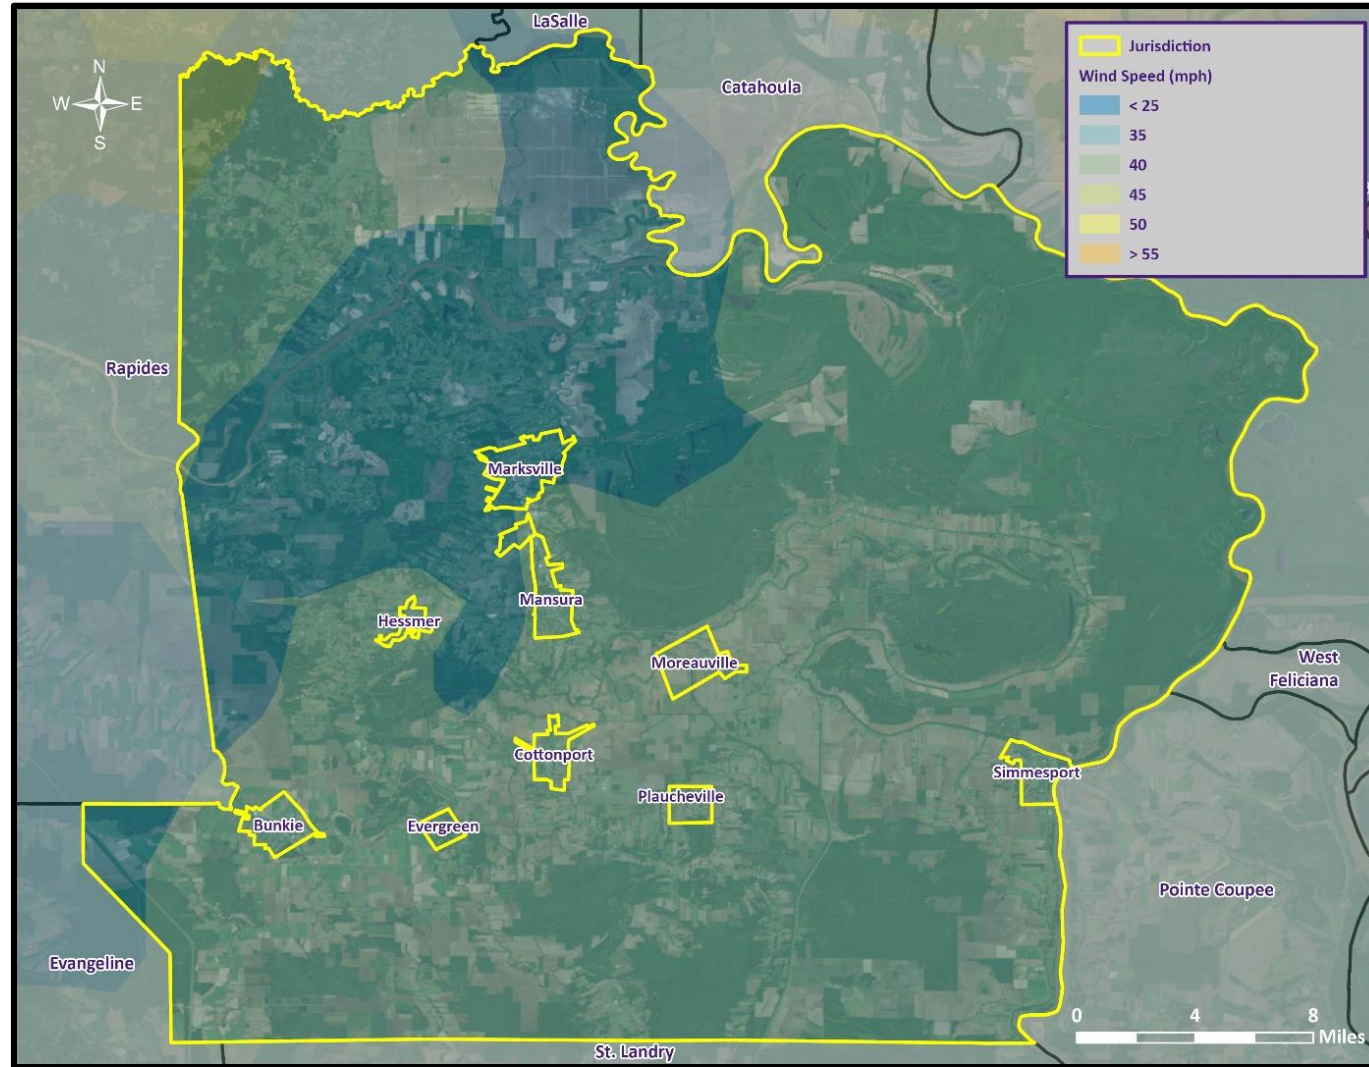 LaSalle
Catahoula
N
W
E
S
Jurisdiction
Wind Speed (mph)
< 25
35
40
45
50
> 55
Rapides
Marksville
Mansura
Hessmer
Moreauville
West
Feliciana
Cottonport
Simmesport
Plaucheville
Bunkie
Evergreen
Pointe Coupee
Evangeline
0
4
8
Miles
St. Landry